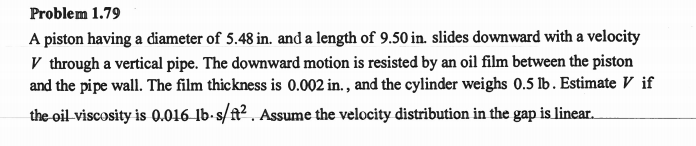 Problem 1.79
A piston having a diameter of 5.48 in. and a length of 9.50 in. slides downward with a velocity
V through a vertical pipe. The downward motion is resisted by an oil film between the piston
and the pipe wall. The film thickness is 0.002 in., and the cylinder weighs 0.5 lb. Estimate V if
the oil viscosity is 0.016 lb·s/ft². Assume the velocity distribution in the gap is linear.